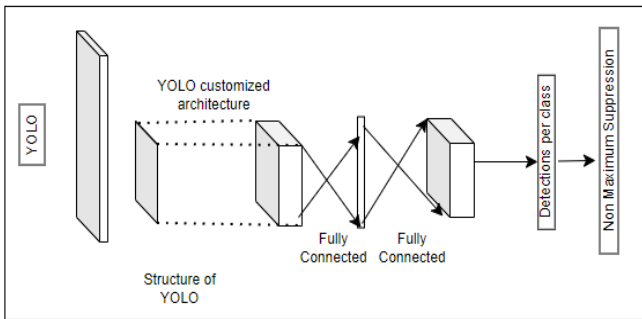 YOLO
YOLO customized
architecture
Structure of
YOLO
Fully
Connected
Fully
Connected
Detections per class
Non Maximum Suppression